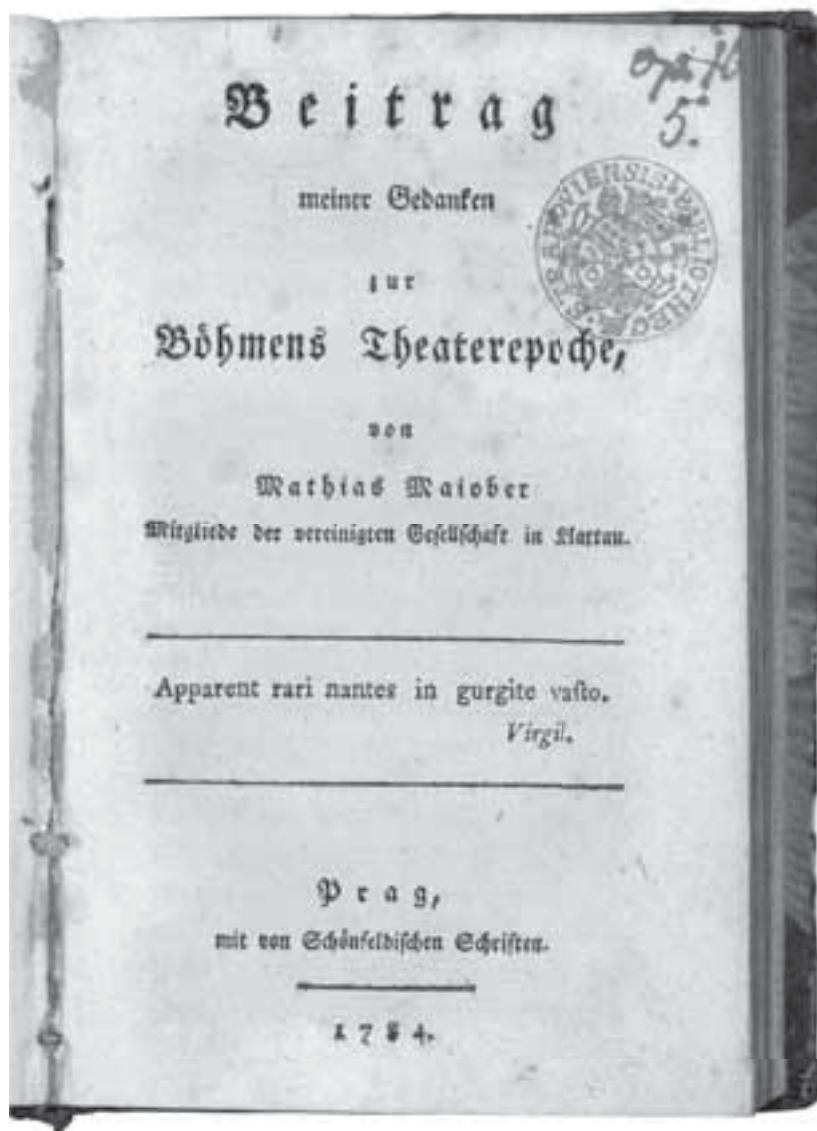 Beitrag
meiner Gedanken
zur
Böhmens Theaterepoche,
von
Mathias Maiober
Mitgliede der vereinigten Gesellschaft in Klattau.
Apparent rari nantes in gurgite vaſto.
Virgil.
Prag,
mit von Schönfeldischen Schriften.
1784.
5.